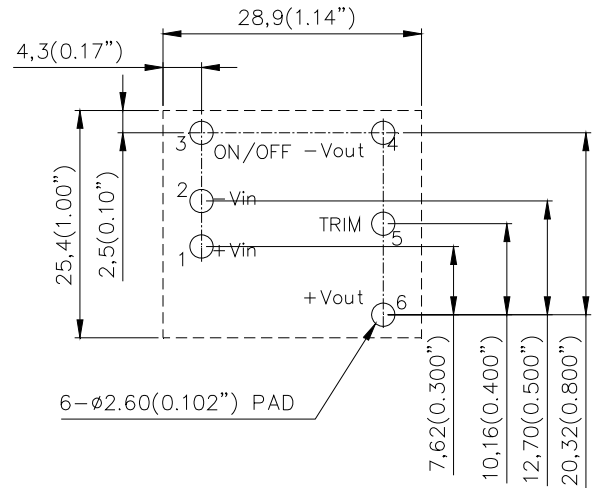 28,9(1.14”)
4,3(0.17”)
3
ON/OFF
-Vout
4
2
-Vin
TRIM
5
1
+Vin
+Vout
6
25,4(1.00”)
2,5(0.10”)
6-ø2.60(0.102”) PAD
7,62(0.300”)
10,16(0.400”)
12,70(0.500”)
20,32(0.800”)